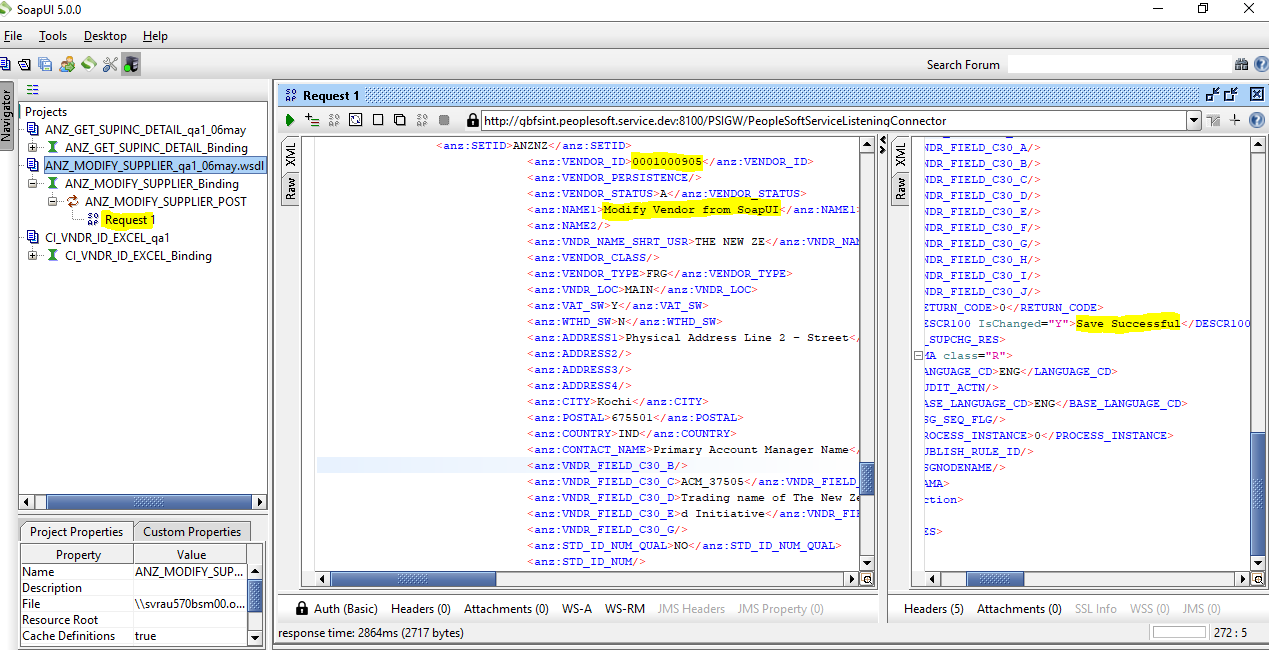 SoapUI 5.0.0
File Tools Desktop Help
Search Forum
Navigator
Projects
ANZ_GET_SUPINC_DETAIL_qa1_06may
ANZ_GET_SUPINC_DETAIL_Binding
ANZ_MODIFY_SUPPLIER_qa1_06may.wsdl
ANZ_MODIFY_SUPPLIER_Binding
ANZ_MODIFY_SUPPLIER_POST
Request 1
CI_VNDR_ID_EXCEL_qa1
CI_VNDR_ID_EXCEL_Binding
Project Properties Custom Properties
Property Value
Name ANZ_MODIFY_SUP...
Description
File \\svrau570bsm00.o...
Resource Root
Cache Definitions true
Request 1
http://qbfsint.peoplesoft.service.dev:8100/PSIGW/PeopleSoftServiceListeningConnector
XML
Raw
<anz:SETID>ANZNZ</anz:SETID>
<anz:VENDOR_ID>0001000905</anz:VENDOR_ID>
<anz:VENDOR_PERSISTENCE/>
<anz:VENDOR_STATUS>A</anz:VENDOR_STATUS>
<anz:NAME1>Modify Vendor from SoapUI</anz:NAME1>
<anz:NAME2/>
<anz:VNDR_NAME_SHRT_USR>THE NEW ZE</anz:VNDR_NAM
<anz:VENDOR_CLASS/>
<anz:VENDOR_TYPE>FRG</anz:VENDOR_TYPE>
<anz:VNDR_LOC>MAIN</anz:VNDR_LOC>
<anz:VAT_SW>Y</anz:VAT_SW>
<anz:WTHD_SW>N</anz:WTHD_SW>
<anz:ADDRESS1>Physical Address Line 2 - Street</
<anz:ADDRESS2/>
<anz:ADDRESS3/>
<anz:ADDRESS4/>
<anz:CITY>Kochi</anz:CITY>
<anz:POSTAL>675501</anz:POSTAL>
<anz:COUNTRY>IND</anz:COUNTRY>
<anz:CONTACT_NAME>Primary Account Manager Name</
<anz:VNDR_FIELD_C30_B/>
<anz:VNDR_FIELD_C30_C>ACM_37505</anz:VNDR_FIELD_
<anz:VNDR_FIELD_C30_D>Trading name of The New Ze
<anz:VNDR_FIELD_C30_E>d Initiative</anz:VNDR_FIE
<anz:VNDR_FIELD_C30_G/>
<anz:STD_ID_NUM_QUAL>NO</anz:STD_ID_NUM_QUAL>
<anz:STD_ID_NUM/>
XML
Raw
NDR_FIELD_C30_A/>
NDR_FIELD_C30_B/>
NDR_FIELD_C30_C/>
NDR_FIELD_C30_D/>
NDR_FIELD_C30_E/>
NDR_FIELD_C30_F/>
NDR_FIELD_C30_G/>
NDR_FIELD_C30_H/>
NDR_FIELD_C30_I/>
NDR_FIELD_C30_J/>
ETURN_CODE>0</RETURN_CODE>
ESCR100 IsChanged="Y">Save Successful</DESCR100
_SUPCHG_RES>
MA class="R">
ANGUAGE_CD>ENG</LANGUAGE_CD>
UDIT_ACTN/>
ASE_LANGUAGE_CD>ENG</BASE_LANGUAGE_CD>
SG_SEQ_FLG/>
ROCESS_INSTANCE>0</PROCESS_INSTANCE>
UBLISH_RULE_ID/>
SGNODENAME/>
AMA>
ction>
ES>
Auth (Basic) Headers (0) Attachments (0) WS-A WS-RM JMS Headers JMS Property (0)
Headers (5) Attachments (0) SSL Info WSS (0) JMS (0)
response time: 2864ms (2717 bytes)
272 : 5